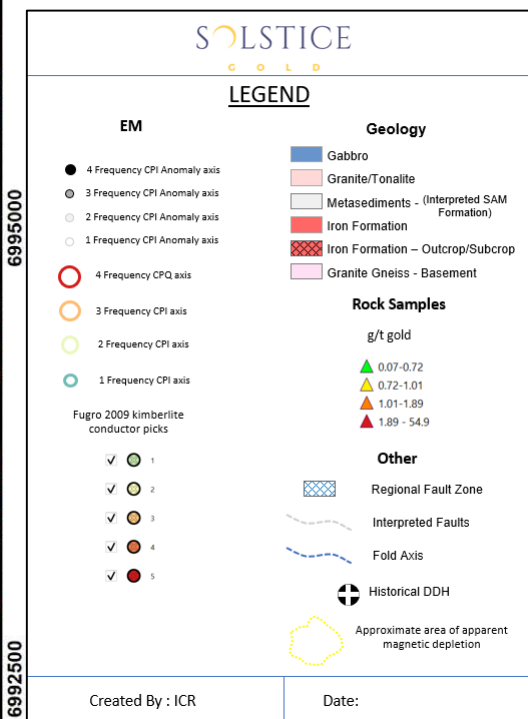 SOLSTICE
GOLD
LEGEND
EM
4 Frequency CPI Anomaly axis
3 Frequency CPI Anomaly axis
2 Frequency CPI Anomaly axis
1 Frequency CPI Anomaly axis
4 Frequency CPQ axis
3 Frequency CPI axis
2 Frequency CPI axis
1 Frequency CPI axis
Fugro 2009 kimberlite
conductor picks
1
2
3
4
5
Geology
Gabbro
Granite/Tonalite
Metasediments - (Interpreted SAM
Formation)
Iron Formation
Iron Formation – Outcrop/Subcrop
Granite Gneiss - Basement
Rock Samples
g/t gold
0.07-0.72
0.72-1.01
1.01-1.89
1.89 - 54.9
Other
Regional Fault Zone
Interpreted Faults
Fold Axis
Historical DDH
Approximate area of apparent
magnetic depletion
Created By : ICR
Date:
6995000
6992500